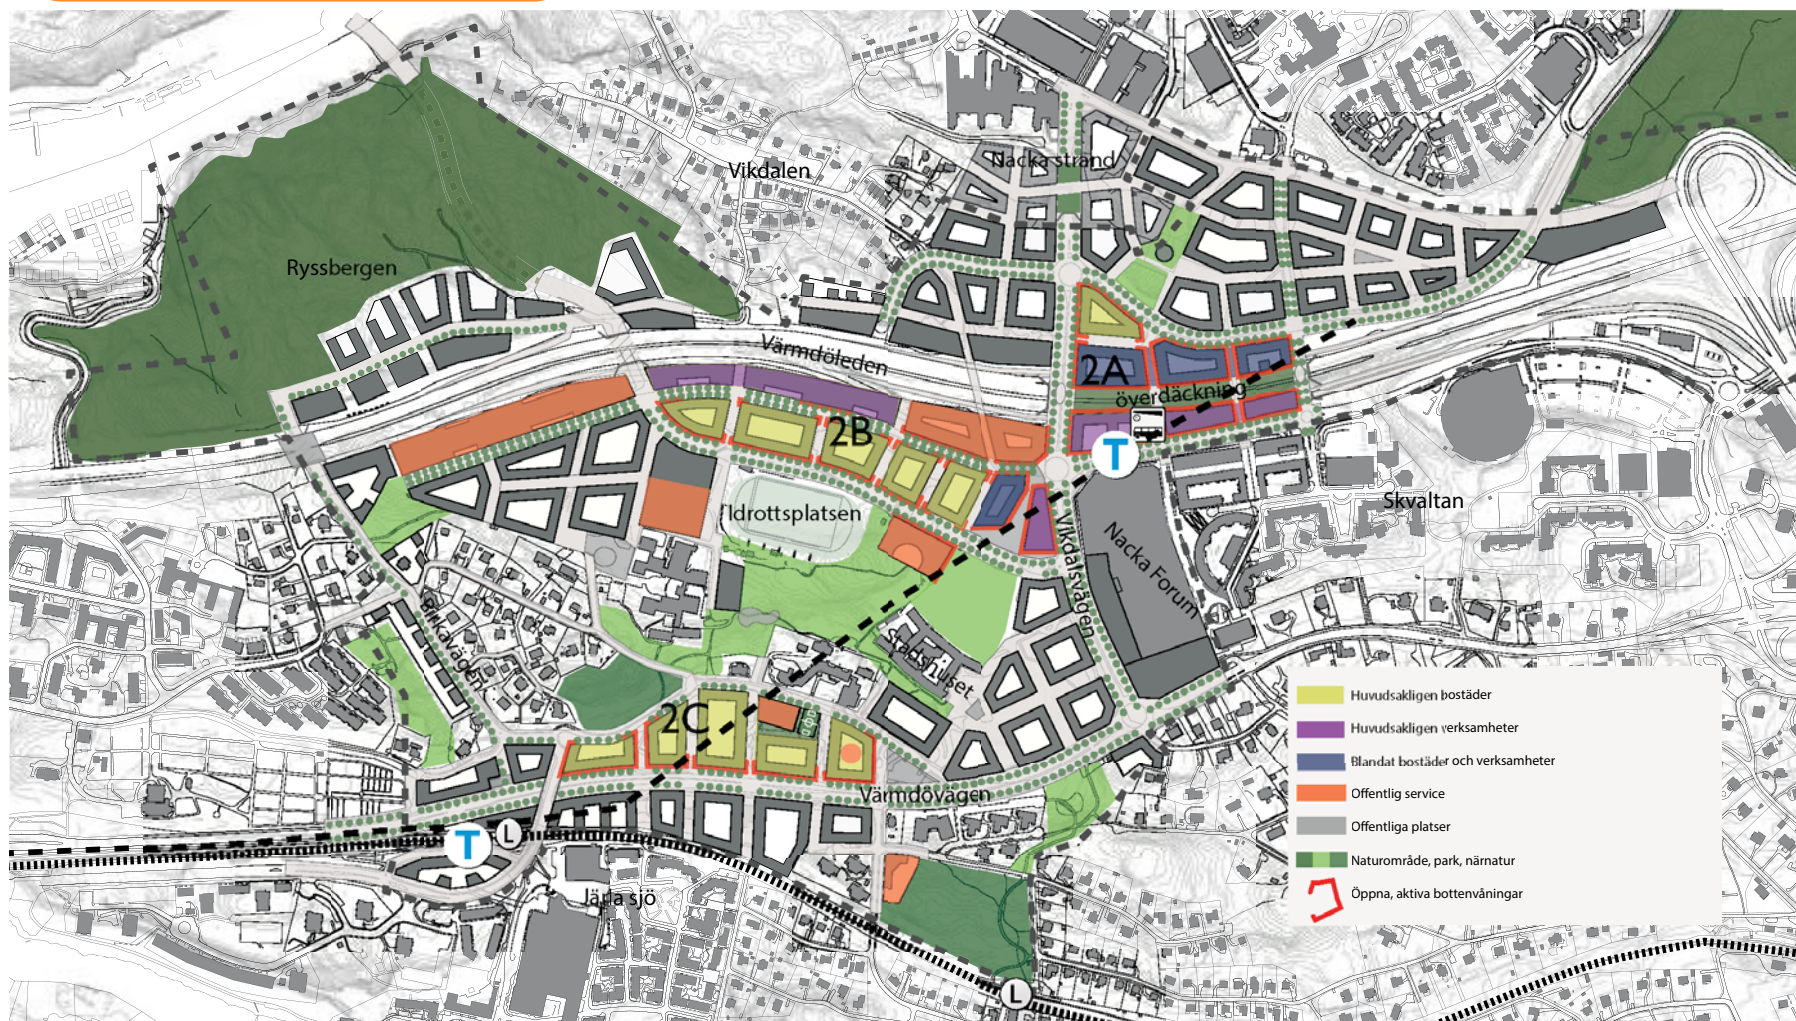 Nacka strand
Vikdalen
Ryssbergen
Värmdöleden
2A
överdäckning
2B
T
Skvaltan
Idrottsplatsen
Vikdalsvägen
Nacka Forum
Birkavägen
Stadshuset
2C
Värmdövägen
T
L
Järla sjö
L
Huvudsakligen bostäder
Huvudsakligen verksamheter
Blandat bostäder och verksamheter
Offentlig service
Offentliga platser
Naturområde, park, närnatur
Öppna, aktiva bottenvåningar